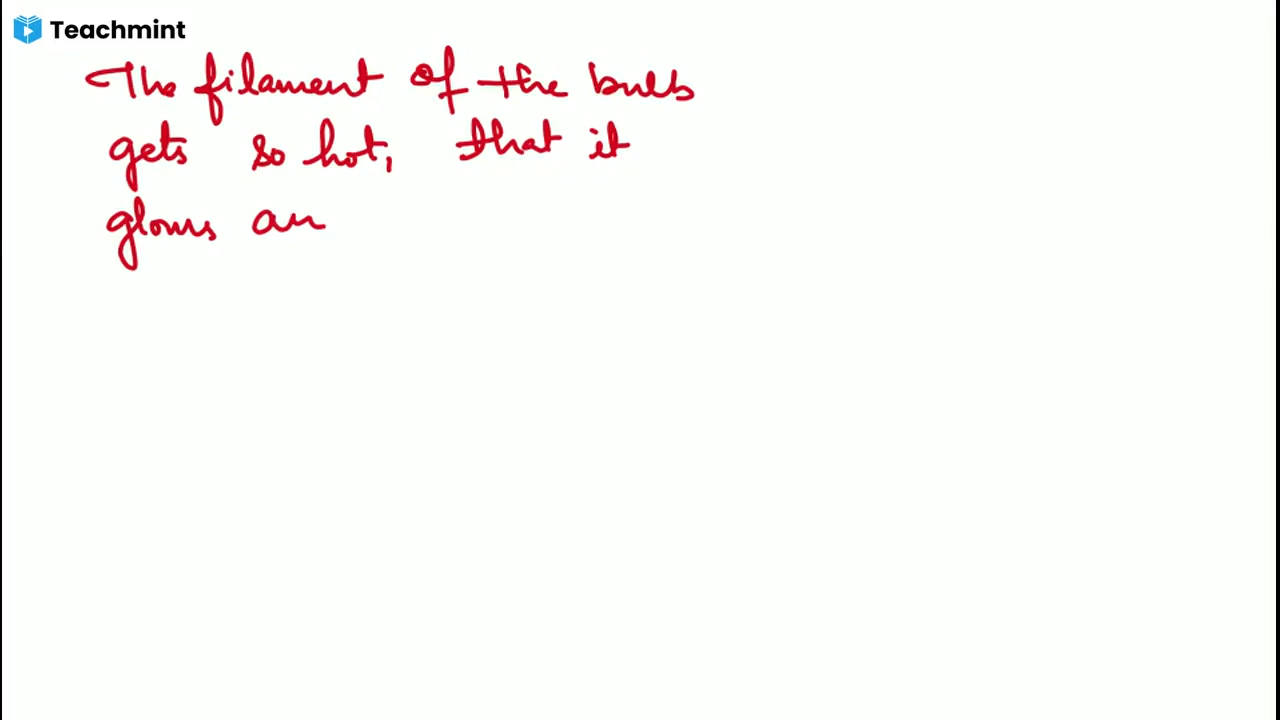 Teachmint
The filament of the bulb
gets so hot, that it
glows an